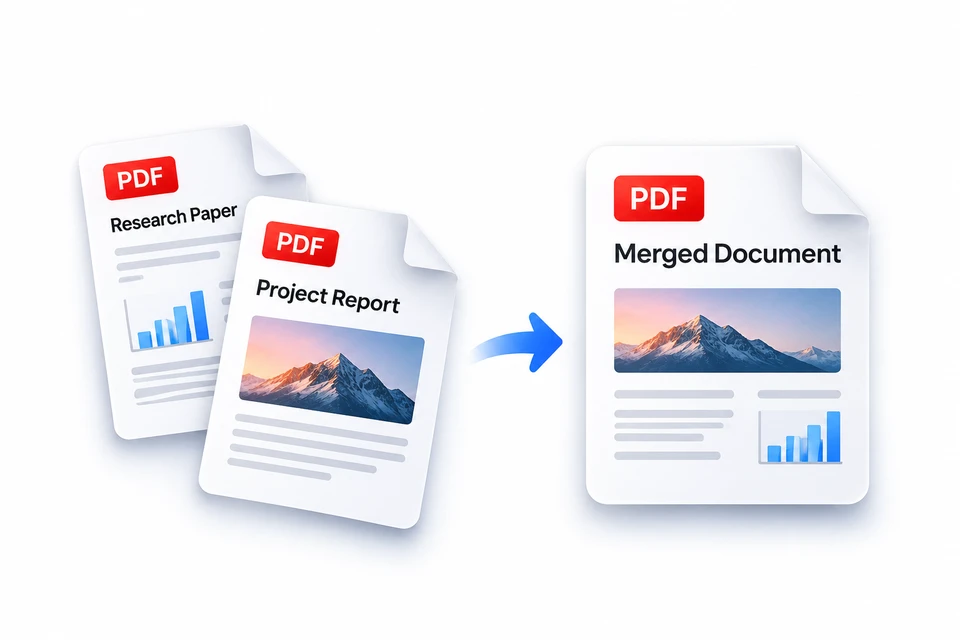 PDF
Research Paper
PDF
Project Report
PDF
Merged Document